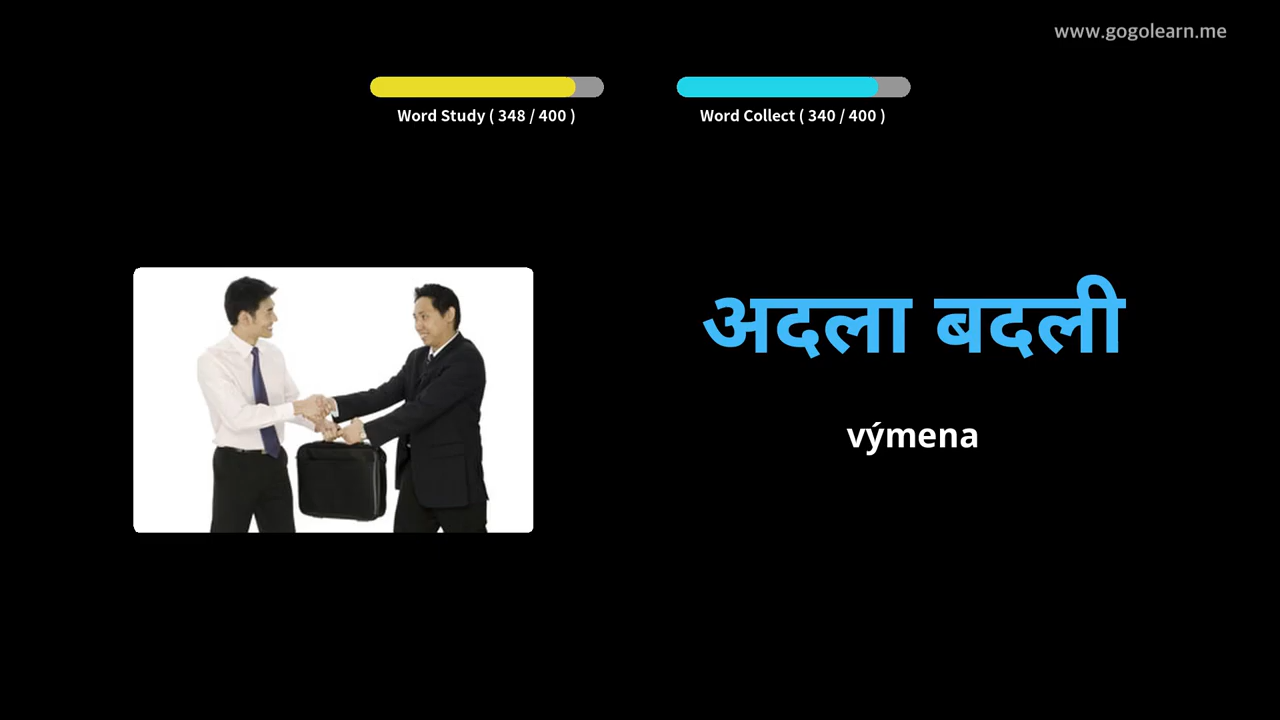 www.gogolearn.me
Word Study ( 348 / 400 )
Word Collect ( 340 / 400 )
अदला बदली
výmena